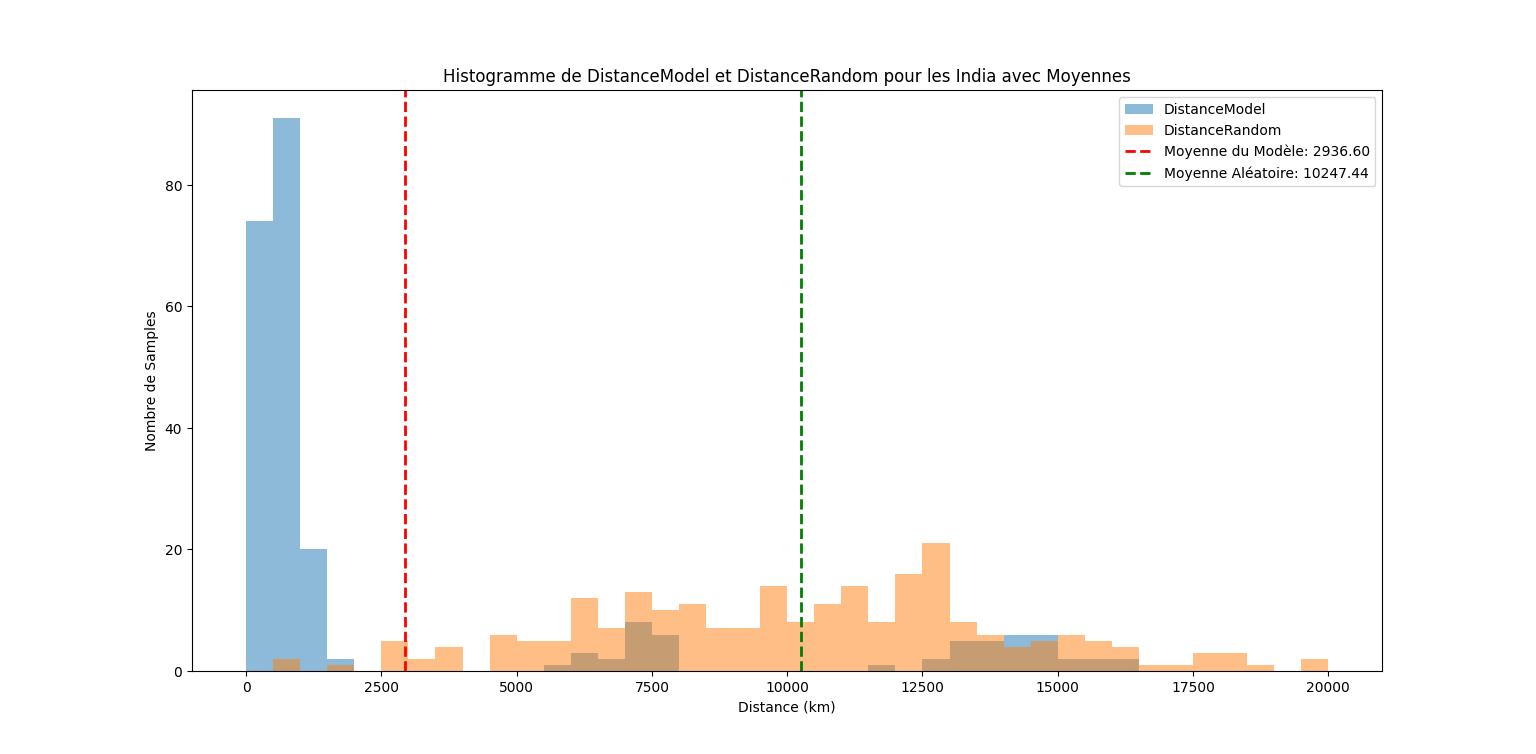 Histogramme de DistanceModel et DistanceRandom pour les India avec Moyennes
DistanceModel
DistanceRandom
Moyenne du Modèle: 2936.60
Moyenne Aléatoire: 10247.44
Nombre de Samples
80
60
40
20
0
0 2500 5000 7500 10000 12500 15000 17500 20000
Distance (km)